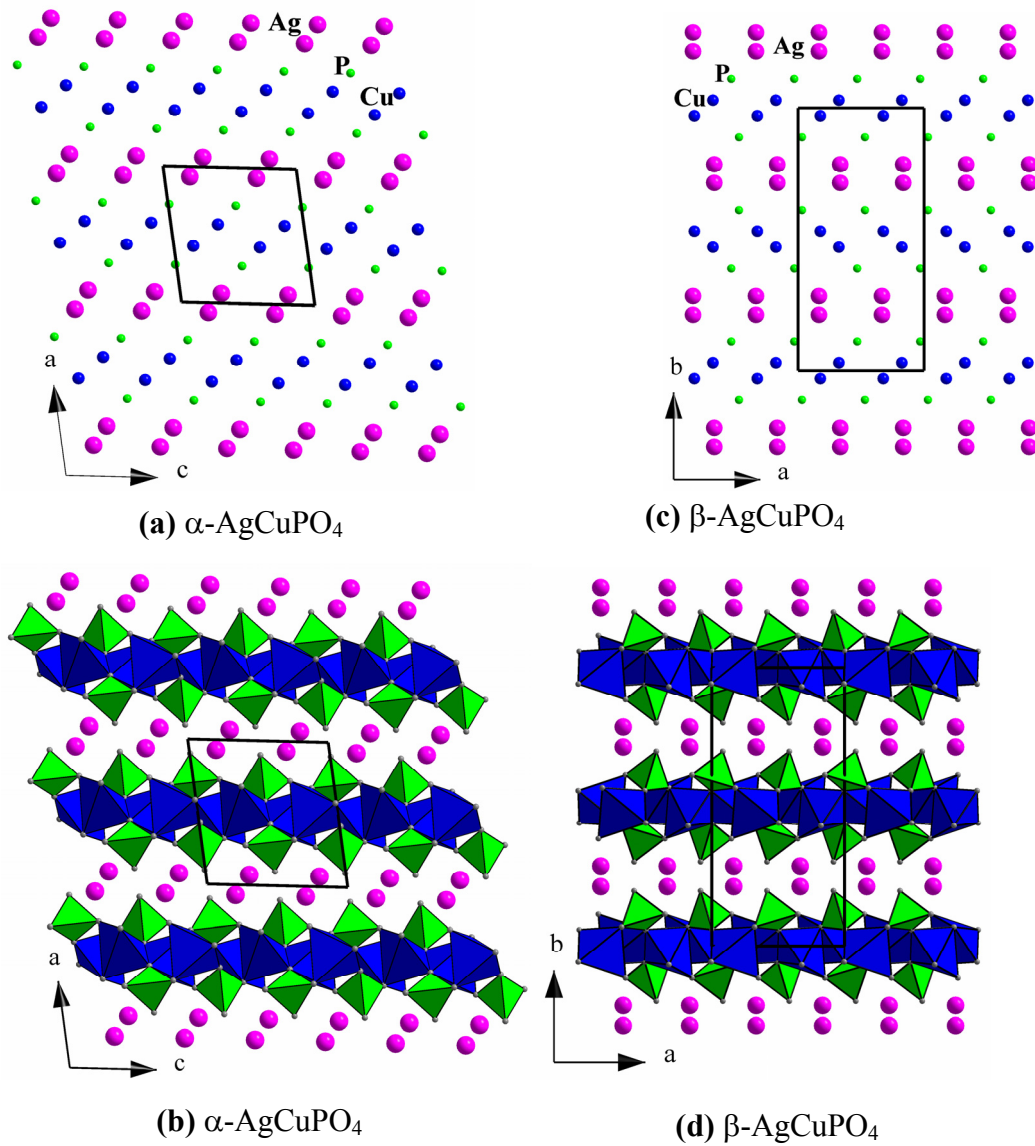 Ag
P
Cu
a
c
(a) α-AgCuPO₄
Ag
P
Cu
b
a
(c) β-AgCuPO₄
a
c
(b) α-AgCuPO₄
b
a
(d) β-AgCuPO₄